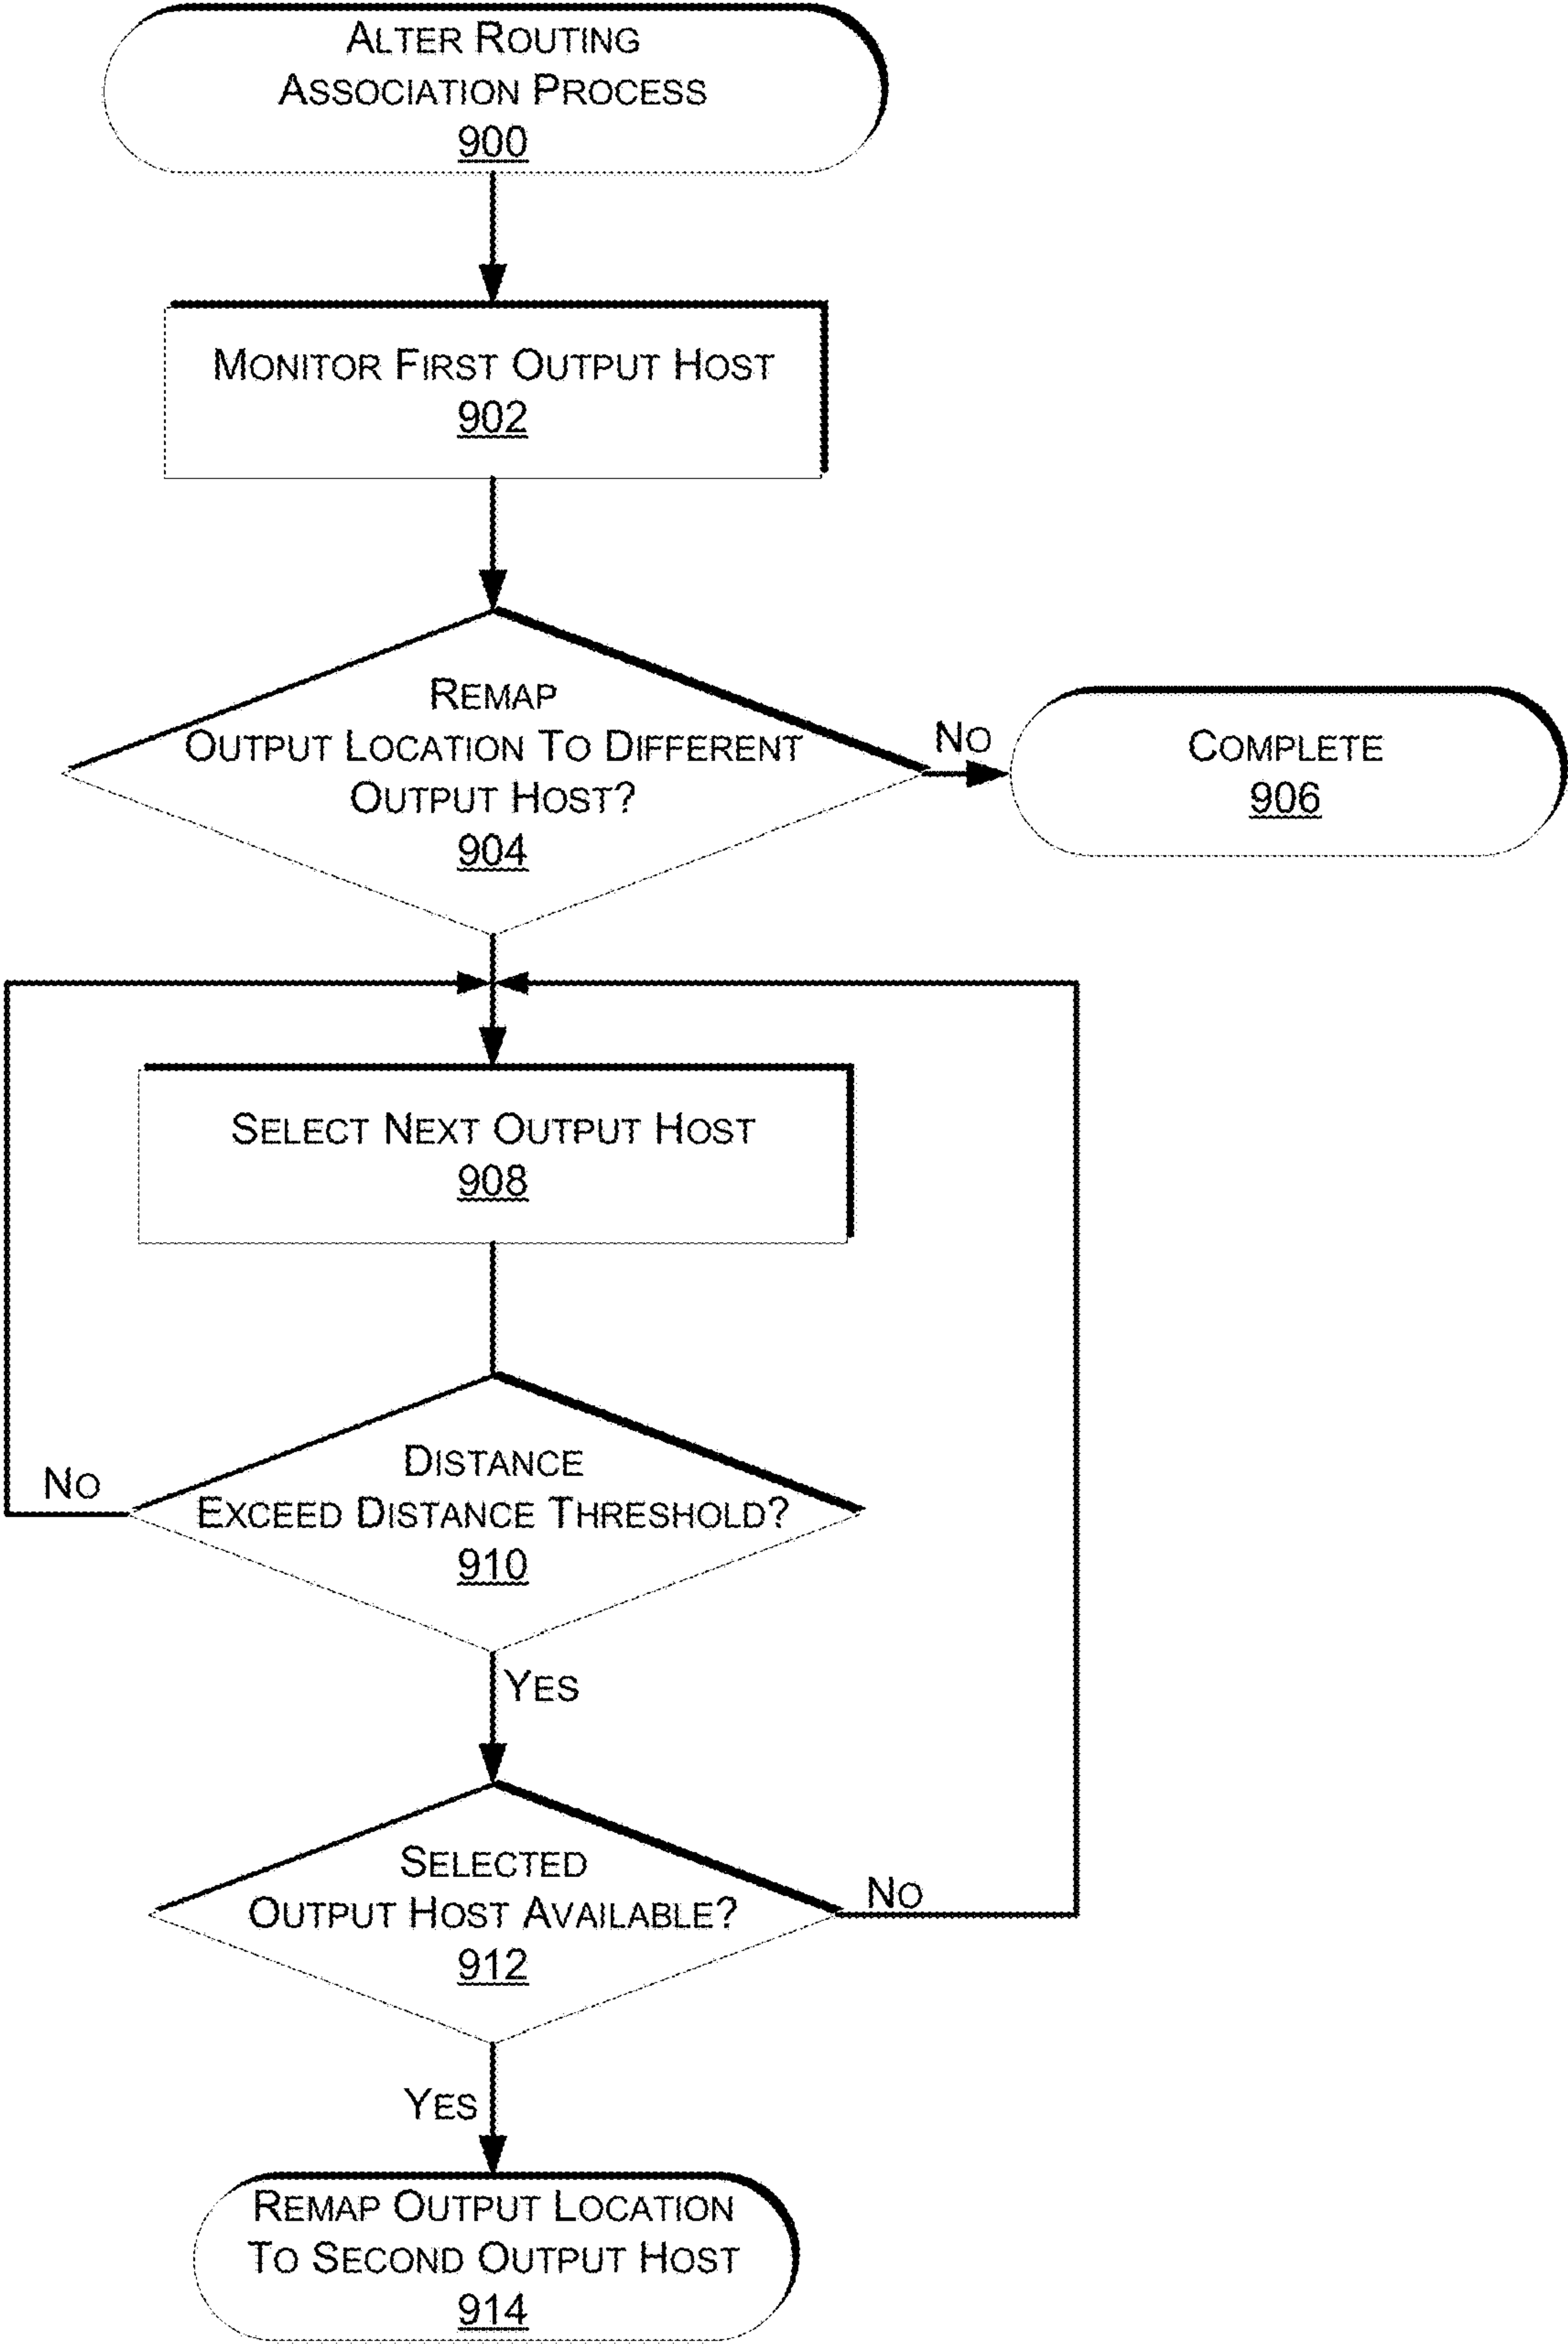 ALTER ROUTING
ASSOCIATION PROCESS
900
MONITOR FIRST OUTPUT HOST
902
REMAP
OUTPUT LOCATION TO DIFFERENT
OUTPUT HOST?
904
NO
COMPLETE
906
SELECT NEXT OUTPUT HOST
908
DISTANCE
EXCEED DISTANCE THRESHOLD?
910
NO
YES
SELECTED
OUTPUT HOST AVAILABLE?
912
NO
YES
REMAP OUTPUT LOCATION
TO SECOND OUTPUT HOST
914